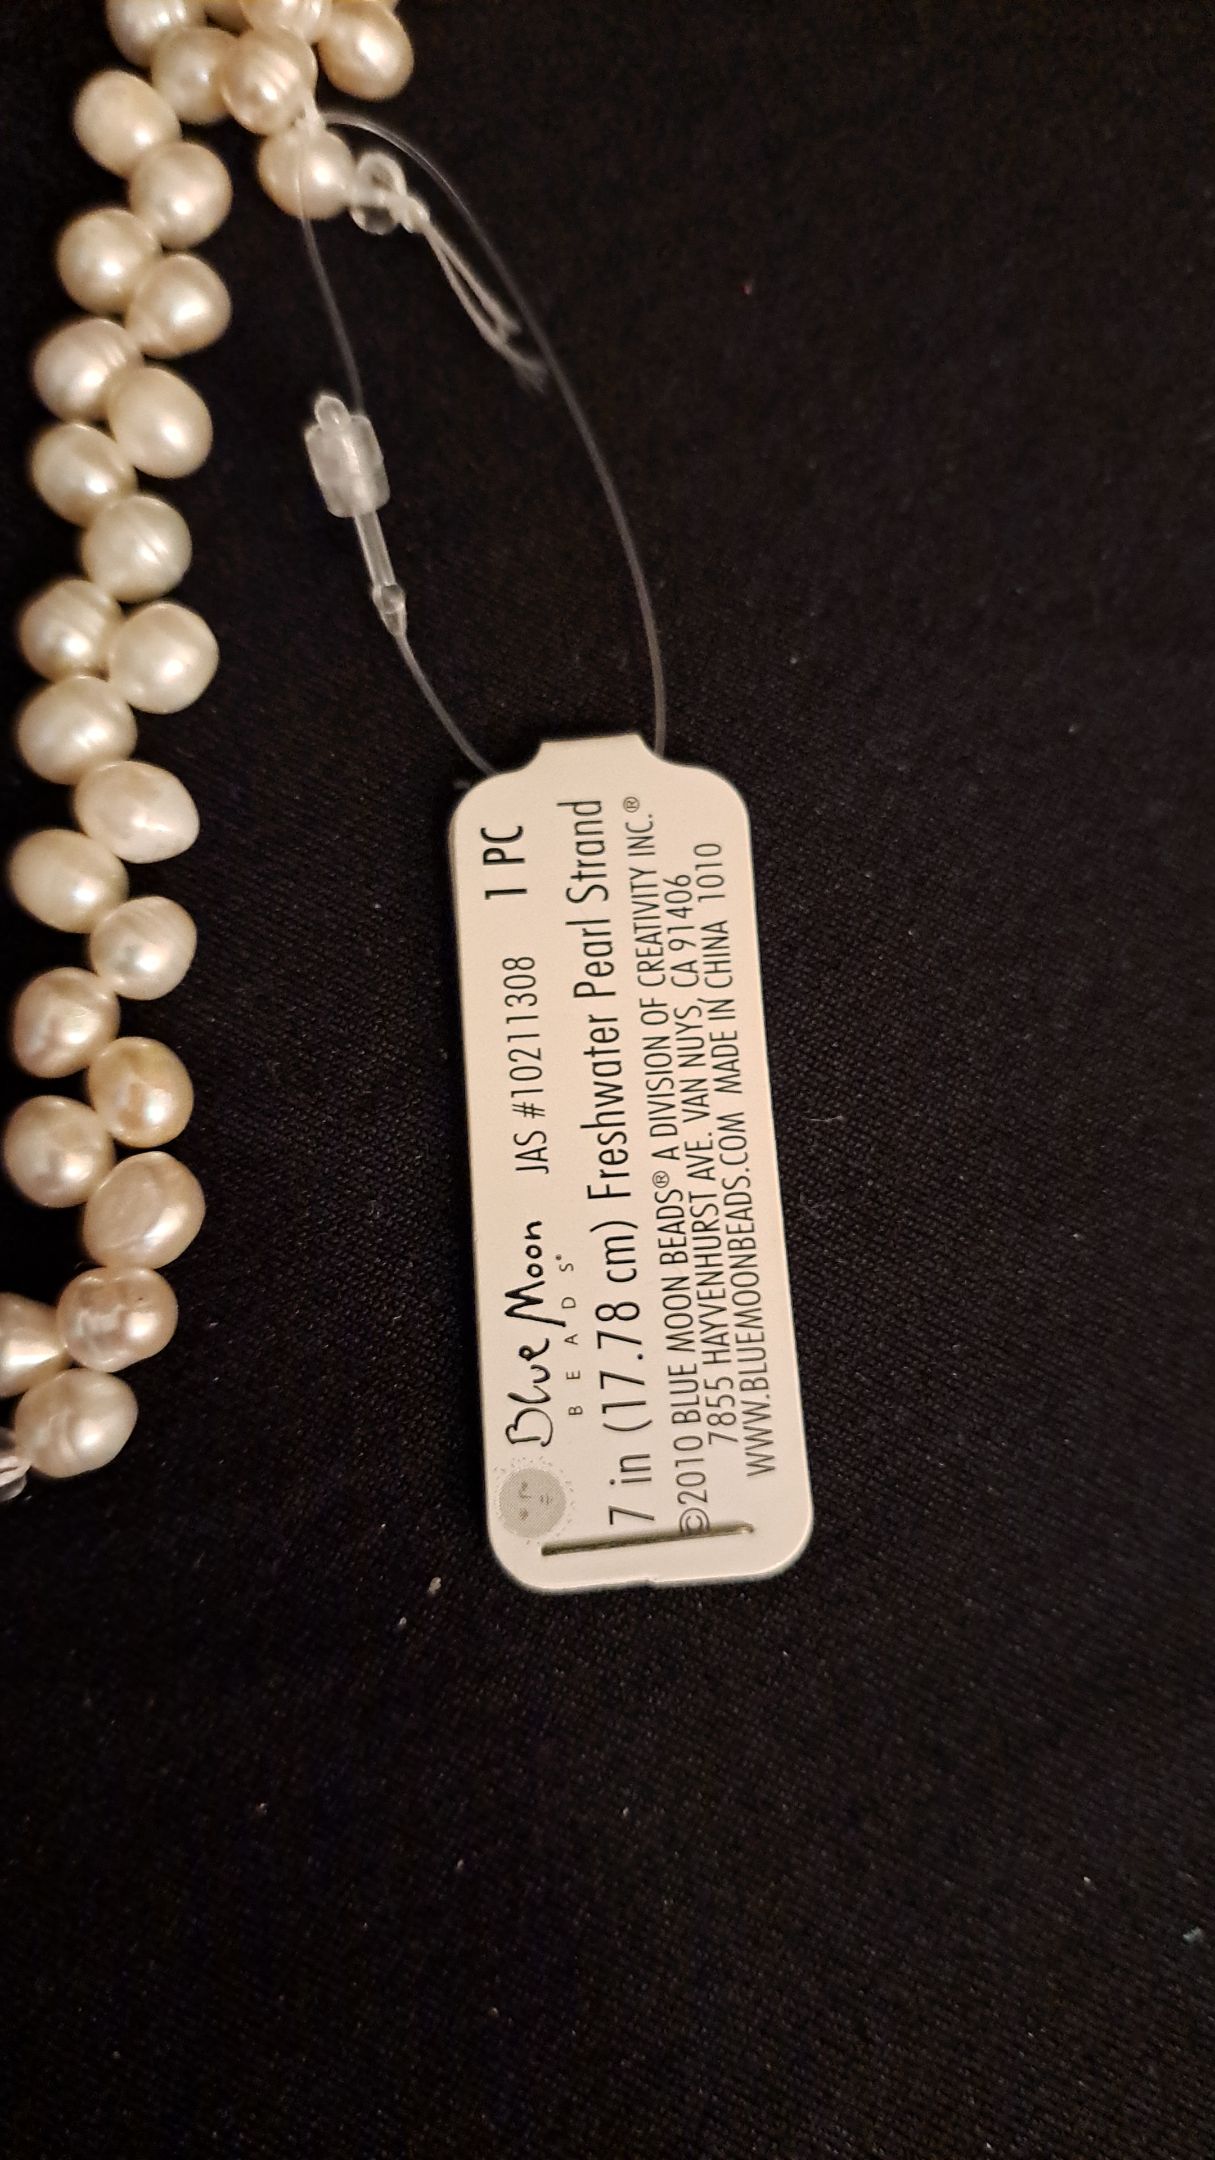 Blue Moon JAS #10211308 1 PC
BEADS®
7 in (17.78 cm) Freshwater Pearl Strand
©2010 BLUE MOON BEADS® A DIVISION OF CREATIVITY INC.®
7855 HAYVENHURST AVE. VAN NUYS, CA 91406
WWW.BLUEMOONBEADS.COM MADE IN CHINA 1010